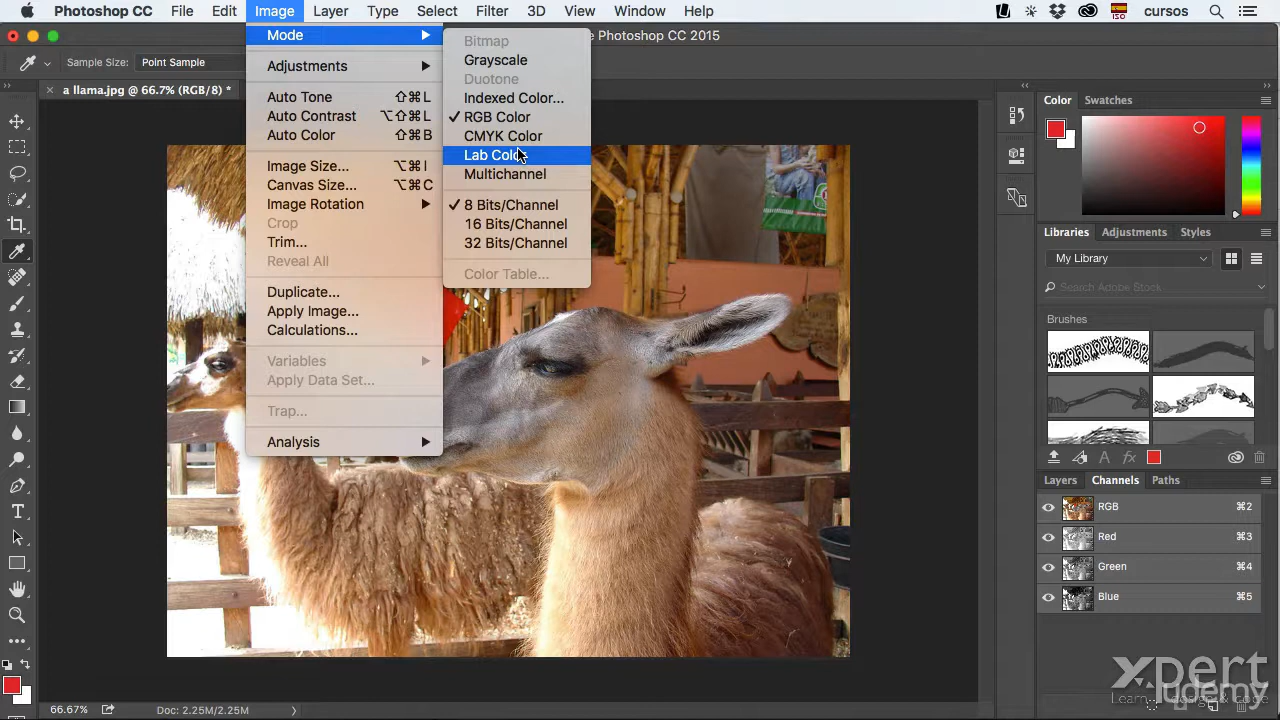 Photoshop CC File Edit Image Layer Type Select Filter 3D View Window Help ISO cursos
e Photoshop CC 2015
Sample Size: Point Sample
a llama.jpg @ 66.7% (RGB/8) *
Mode
Adjustments
Auto Tone ⇧⌘L
Auto Contrast ⌥⇧⌘L
Auto Color ⇧⌘B
Image Size... ⌥⌘I
Canvas Size... ⌥⌘C
Image Rotation
Crop
Trim...
Reveal All
Duplicate...
Apply Image...
Calculations...
Variables
Apply Data Set...
Trap...
Analysis
Bitmap
Grayscale
Duotone
Indexed Color...
✓ RGB Color
CMYK Color
Lab Color
Multichannel
✓ 8 Bits/Channel
16 Bits/Channel
32 Bits/Channel
Color Table...
Color Swatches
Libraries Adjustments Styles
My Library
Search Adobe Stock
Brushes
Layers Channels Paths
RGB ⌘2
Red ⌘3
Green ⌘4
Blue ⌘5
66.67% Doc: 2.25M/2.25M
xpert
Learn design & code
udemy